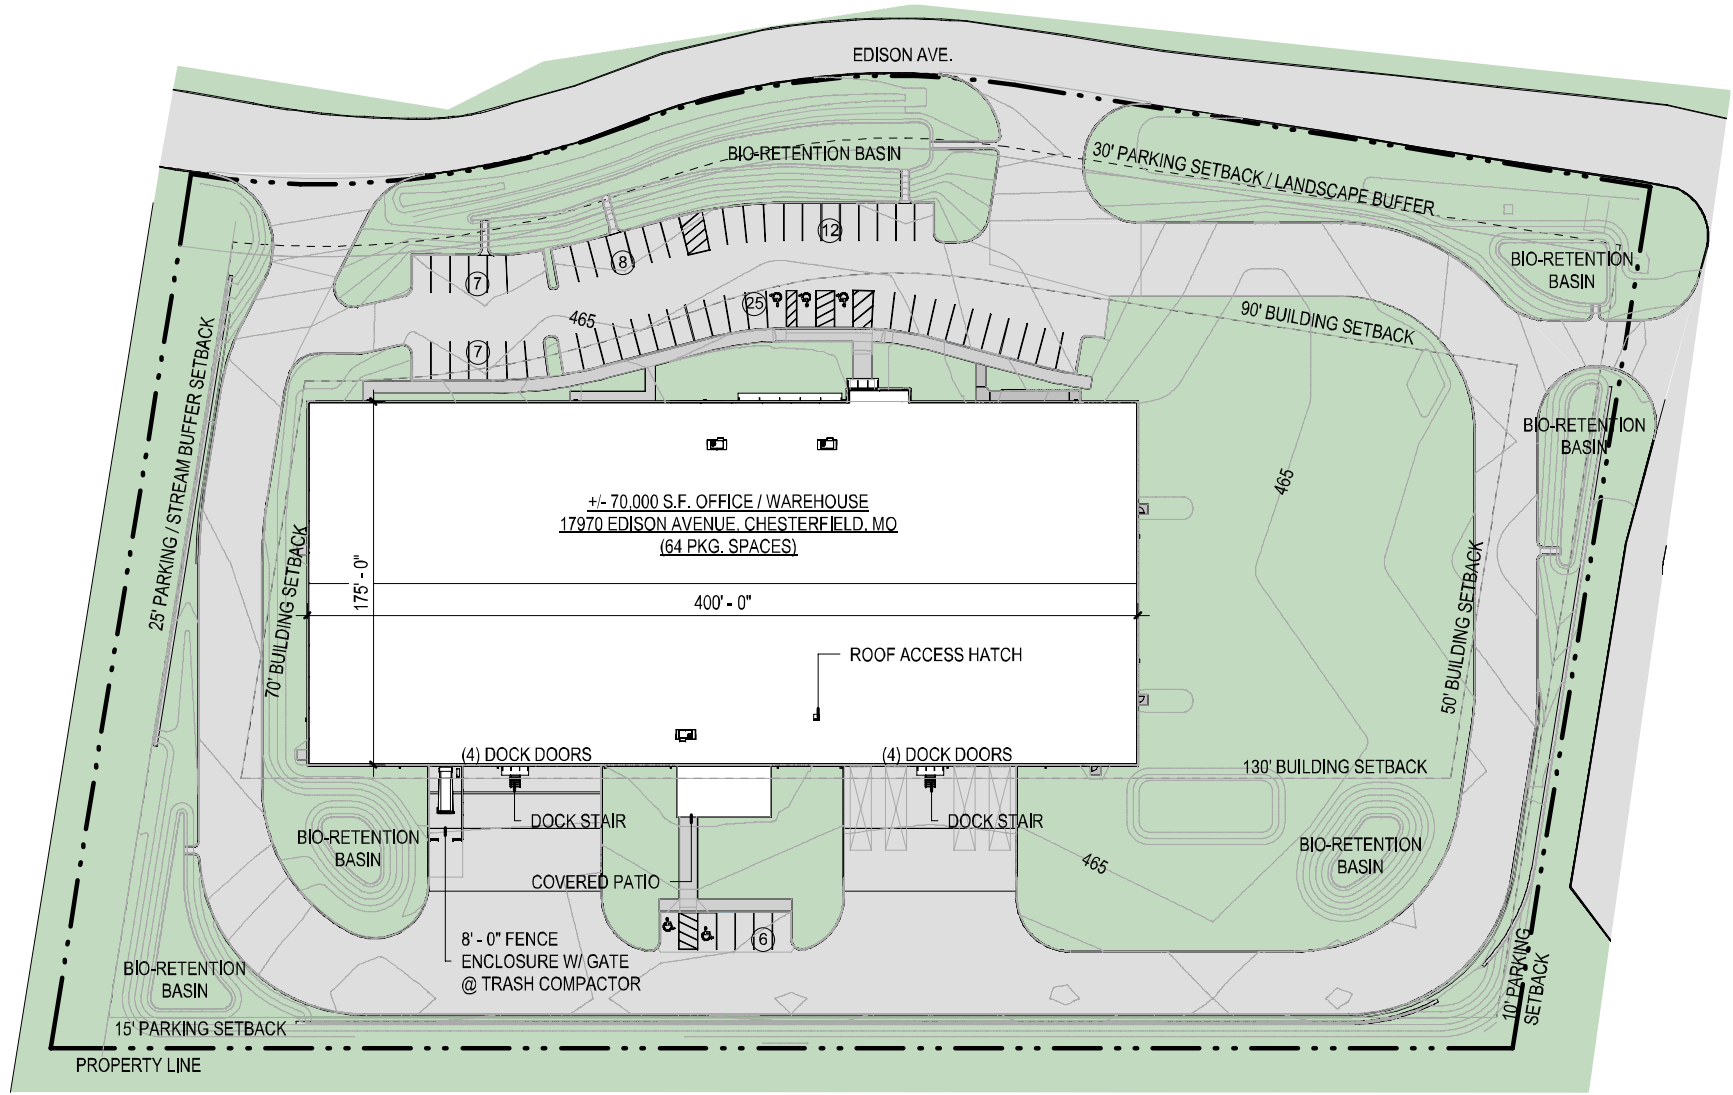 EDISON AVE.
BIO-RETENTION BASIN
30' PARKING SETBACK / LANDSCAPE BUFFER
12
8
7
BIO-RETENTION
BASIN
25
465
90' BUILDING SETBACK
7
25' PARKING / STREAM BUFFER SETBACK
BIO-RETENTION
BASIN
465
+/- 70,000 S.F. OFFICE / WAREHOUSE
17970 EDISON AVENUE, CHESTERFIELD, MO
(64 PKG. SPACES)
70' BUILDING SETBACK
175' - 0"
400' - 0"
50' BUILDING SETBACK
ROOF ACCESS HATCH
(4) DOCK DOORS
(4) DOCK DOORS
130' BUILDING SETBACK
DOCK STAIR
DOCK STAIR
BIO-RETENTION
BASIN
BIO-RETENTION
BASIN
465
COVERED PATIO
6
8' - 0" FENCE
ENCLOSURE W/ GATE
@ TRASH COMPACTOR
BIO-RETENTION
BASIN
10' PARKING
SETBACK
15' PARKING SETBACK
PROPERTY LINE